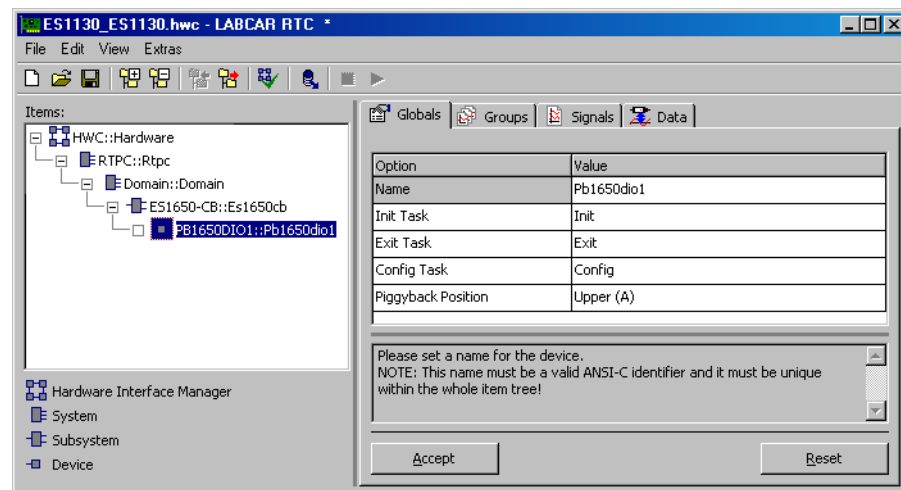 ES1130_ES1130.hwc - LABCAR RTC *
File Edit View Extras
Items:
HWC::Hardware
RTPC::Rtpc
Domain::Domain
ES1650-CB::Es1650cb
PB1650DIO1::Pb1650dio1
Hardware Interface Manager
System
Subsystem
Device
Globals Groups Signals Data
Option Value
Name Pb1650dio1
Init Task Init
Exit Task Exit
Config Task Config
Piggyback Position Upper (A)
Please set a name for the device.
NOTE: This name must be a valid ANSI-C identifier and it must be unique
within the whole item tree!
Accept Reset